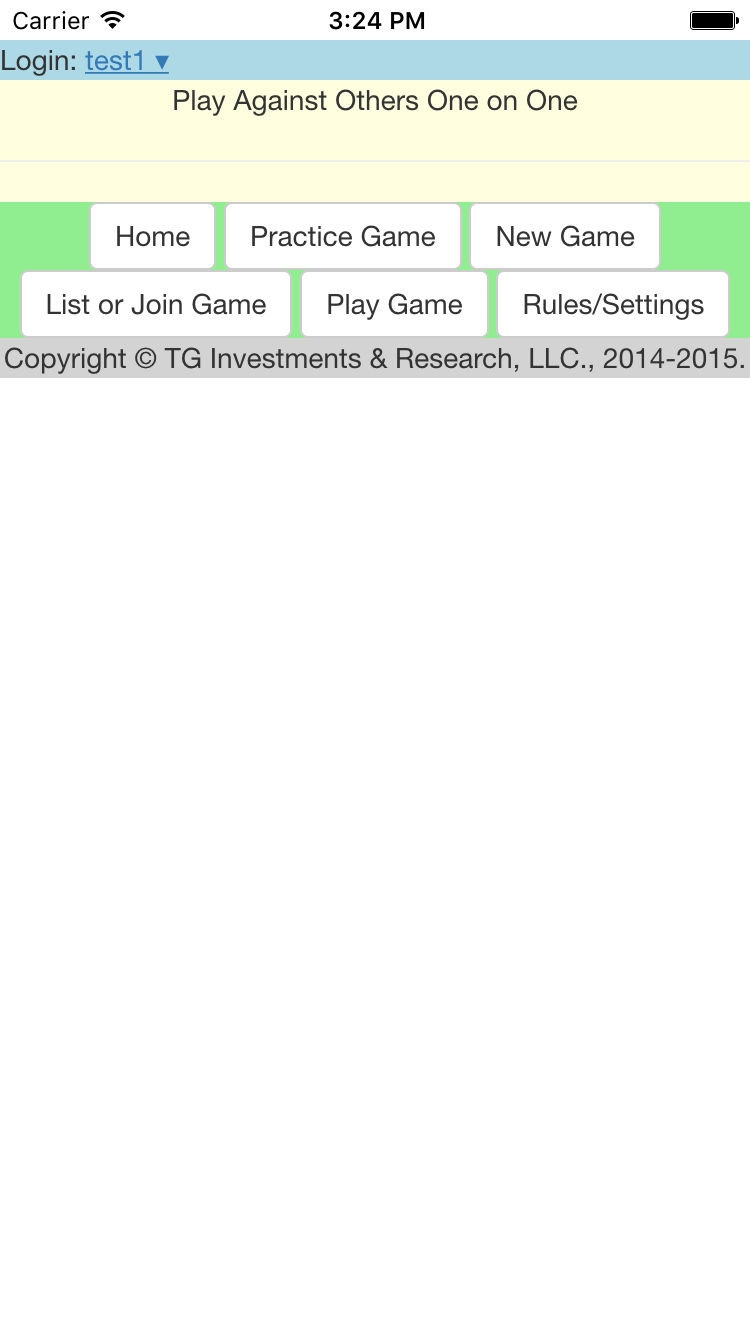 Carrier 3:24 PM
Login: test1 ▾
Play Against Others One on One
Home Practice Game New Game
List or Join Game Play Game Rules/Settings
Copyright © TG Investments & Research, LLC., 2014-2015.